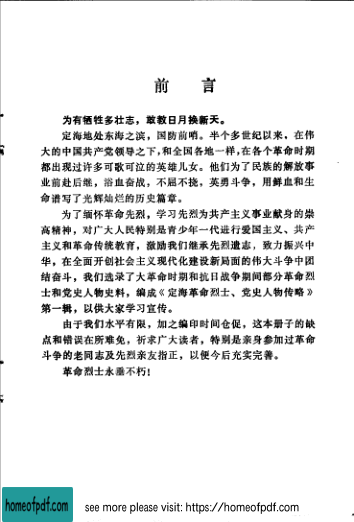 前言
为有牺牲多壮志，敢教日月换新天。
定海地处东海之滨，国防前哨。半个多世纪以来，在伟
大的中国共产党领导之下，和全国各地一样，在各个革命时期
都出现过许多可歌可泣的英雄儿女。他们为了民族的解放事
业前赴后继，浴血奋战，不屈不挠，英勇斗争，用鲜血和生
命谱写了光辉灿烂的历史篇章。
为了缅怀革命先烈，学习先烈为共产主义事业献身的崇
高精神，对广大人民特别是青少年一代进行爱国主义、共产
主义和革命传统教育，激励我们继承先烈遗志，致力振兴中
华，在全面开创社会主义现代化建设新局面的伟大斗争中团
结奋斗，我们选录了大革命时期和抗日战争期间部分革命烈
士和党史人物史料，编成《定海革命烈士、党史人物传略》
第一辑，以供大家学习宣传。
由于我们水平有限，加之编印时间仓促，这本册子的缺
点和错误在所难免，祈求广大读者，特别是亲身参加过革命
斗争的老同志及先烈亲友指正，以便今后充实完善。
革命烈士永垂不朽！
homeofpdf.com
see more please visit: https://homeofpdf.com